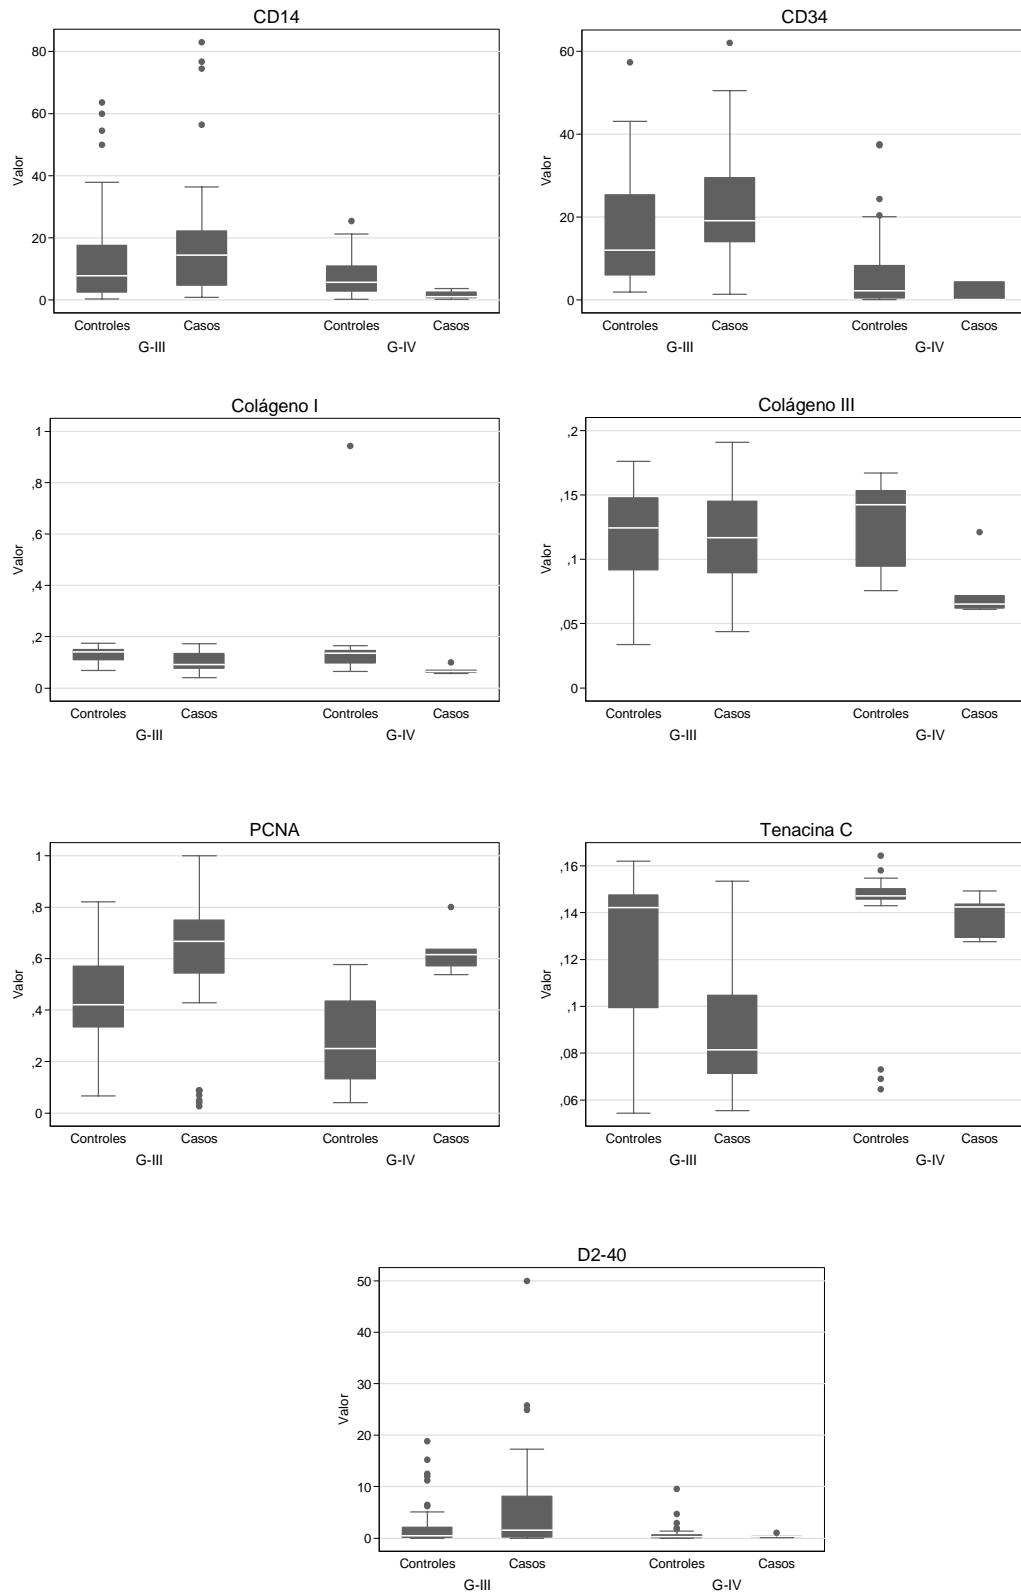 CD14
80
60
40
20
0
Valor
Controles Casos Controles Casos
G-III G-IV
CD34
60
40
20
0
Valor
Controles Casos Controles Casos
G-III G-IV
Colágeno I
1
,8
,6
,4
,2
0
Valor
Controles Casos Controles Casos
G-III G-IV
Colágeno III
,2
,15
,1
,05
0
Valor
Controles Casos Controles Casos
G-III G-IV
PCNA
1
,8
,6
,4
,2
0
Valor
Controles Casos Controles Casos
G-III G-IV
Tenacina C
,16
,14
,12
,1
,08
,06
Valor
Controles Casos Controles Casos
G-III G-IV
D2-40
50
40
30
20
10
0
Valor
Controles Casos Controles Casos
G-III G-IV